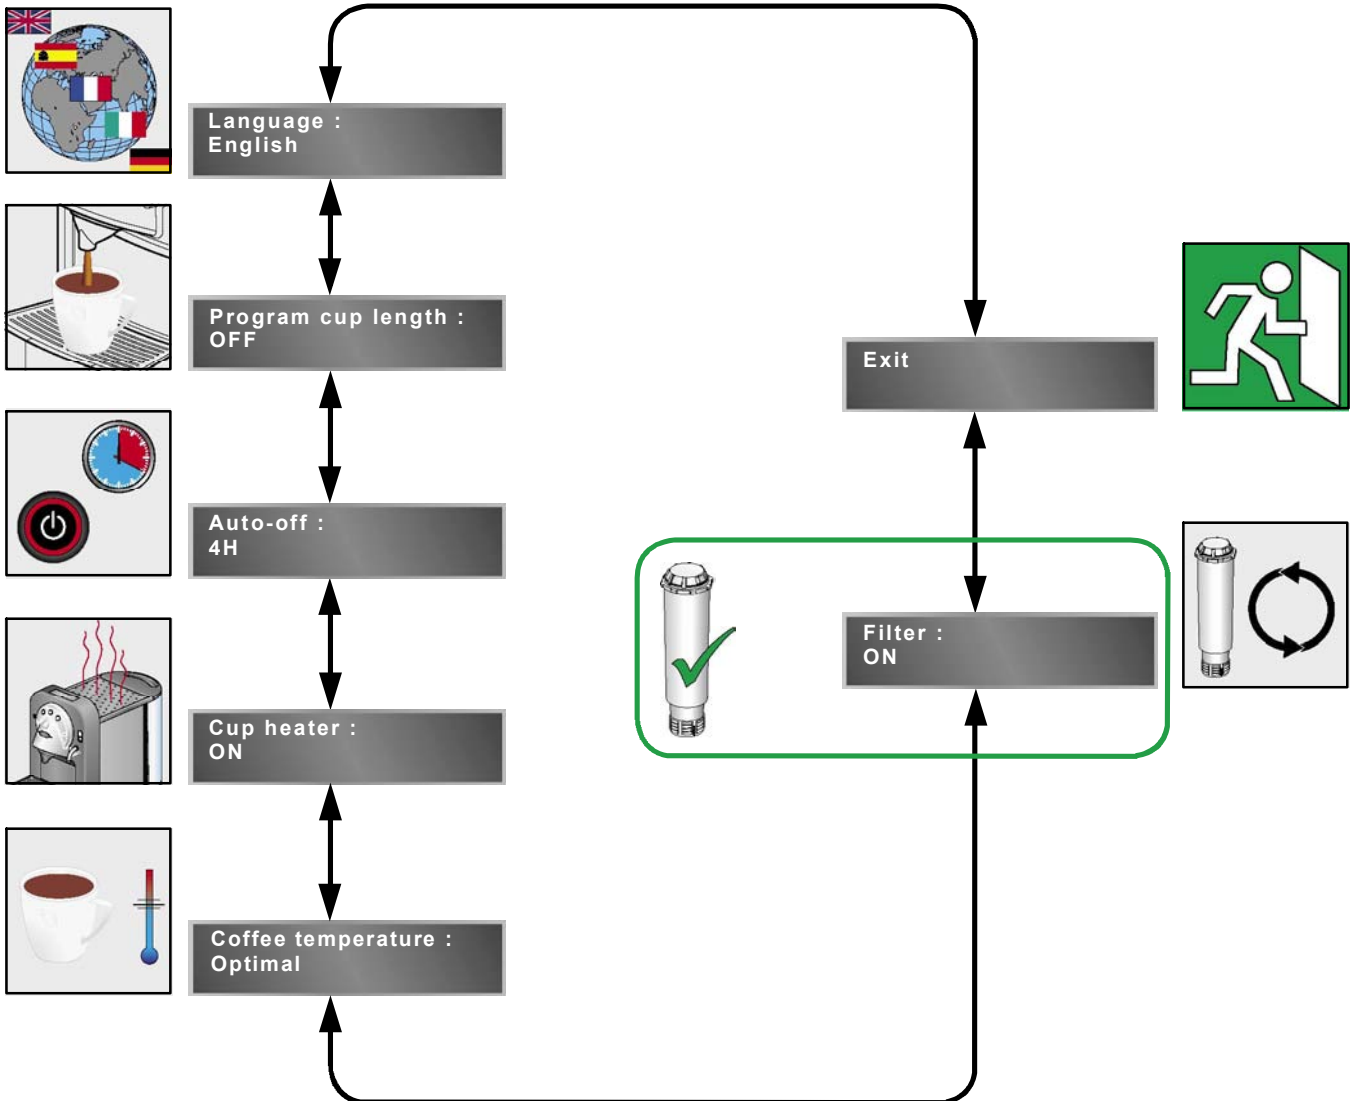 Language :
English
Program cup length :
OFF
Auto-off :
4H
Cup heater :
ON
Coffee temperature :
Optimal
Exit
Filter :
ON